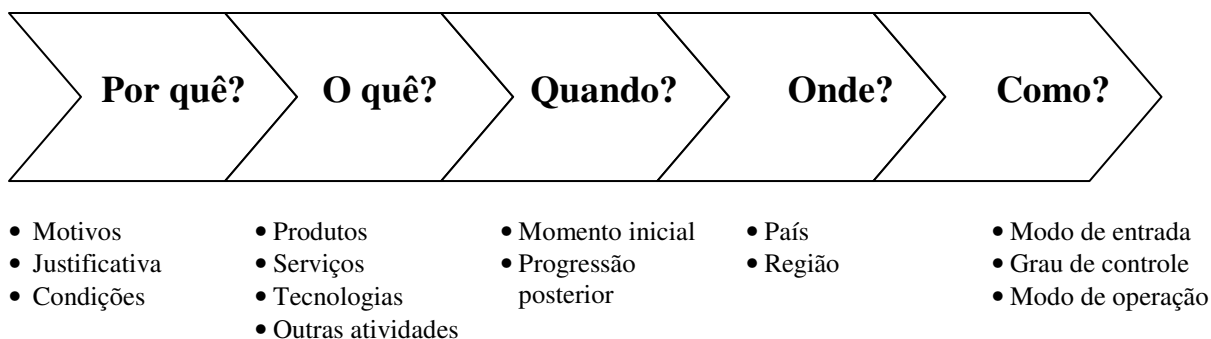 Por quê?
O quê?
Quando?
Onde?
Como?
• Motivos
• Justificativa
• Condições
• Produtos
• Serviços
• Tecnologias
• Outras atividades
• Momento inicial
• Progressão
posterior
• País
• Região
• Modo de entrada
• Grau de controle
• Modo de operação